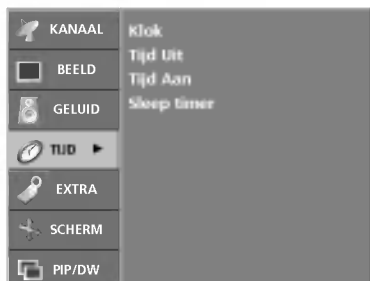 KANAAL
BEELD
GELUID
TIJD
EXTRA
SCHERM
PIP/DW
Klok
Tijd Uit
Tijd Aan
Sleep timer